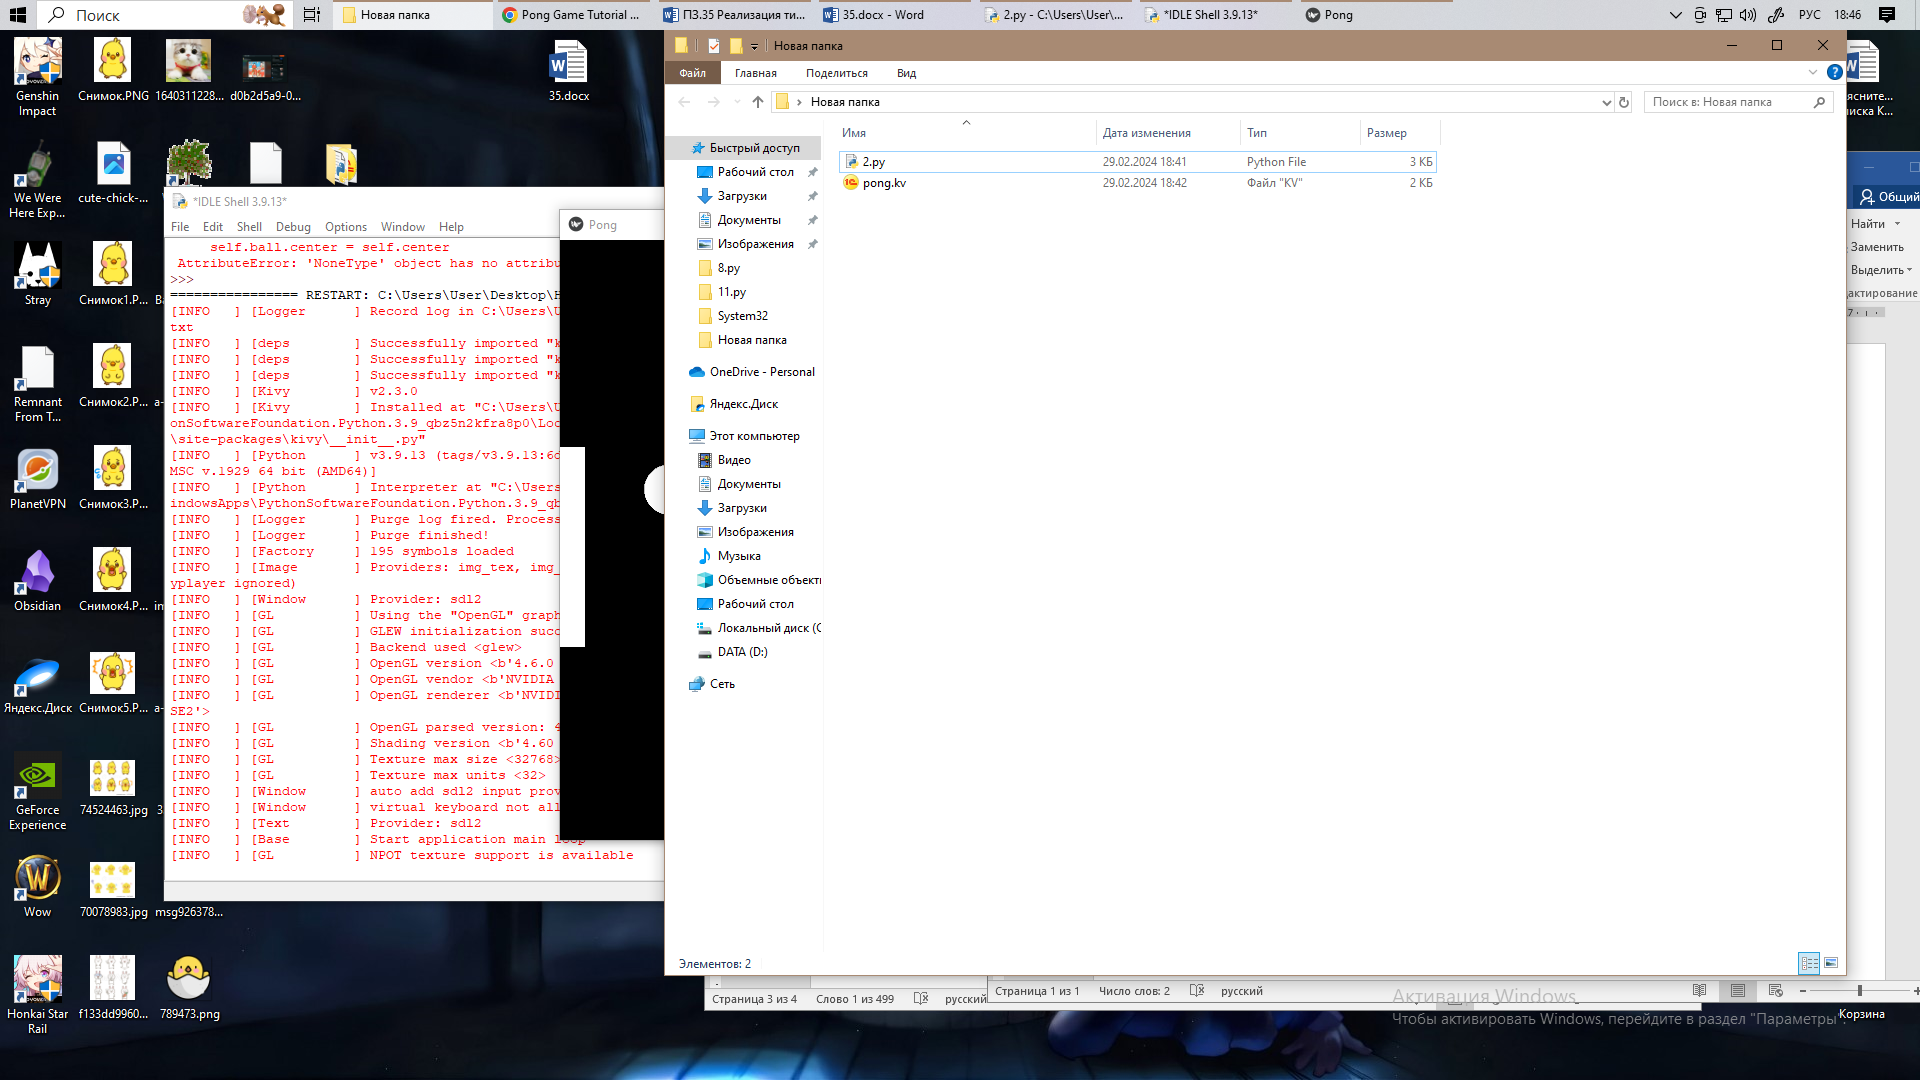 Поиск
Новая папка
Pong Game Tutorial ...
ПЗ.35 Реализация ти...
35.docx - Word
2.py - C:\Users\User\...
*IDLE Shell 3.9.13*
Pong
РУС
18:46
Genshin Impact
Снимок.PNG
1640311228...
d0b2d5a9-0...
35.docx
We Were Here Exp...
cute-chick-...
Stray
Снимок1.P...
Remnant From T...
Снимок2.P...
a-
PlanetVPN
Снимок3.P...
Obsidian
Снимок4.P...
in
Яндекс.Диск
Снимок5.P...
a-
GeForce Experience
74524463.jpg
3.
Wow
70078983.jpg
msg926378...
Honkai Star Rail
f133dd9960...
789473.png
*IDLE Shell 3.9.13*
File Edit Shell Debug Options Window Help
self.ball.center = self.center
AttributeError: 'NoneType' object has no attribu
>>>
================ RESTART: C:\Users\User\Desktop\Н
[INFO   ] [Logger      ] Record log in C:\Users\U
txt
[INFO   ] [deps        ] Successfully imported "k
[INFO   ] [deps        ] Successfully imported "k
[INFO   ] [deps        ] Successfully imported "k
[INFO   ] [Kivy        ] v2.3.0
[INFO   ] [Kivy        ] Installed at "C:\Users\U
onSoftwareFoundation.Python.3.9_qbz5n2kfra8p0\Loc
\site-packages\kivy\__init__.py"
[INFO   ] [Python      ] v3.9.13 (tags/v3.9.13:6d
MSC v.1929 64 bit (AMD64)]
[INFO   ] [Python      ] Interpreter at "C:\Users
indowsApps\PythonSoftwareFoundation.Python.3.9_qb
[INFO   ] [Logger      ] Purge log fired. Process
[INFO   ] [Logger      ] Purge finished!
[INFO   ] [Factory     ] 195 symbols loaded
[INFO   ] [Image       ] Providers: img_tex, img_
yplayer ignored)
[INFO   ] [Window      ] Provider: sdl2
[INFO   ] [GL          ] Using the "OpenGL" graph
[INFO   ] [GL          ] GLEW initialization succ
[INFO   ] [GL          ] Backend used <glew>
[INFO   ] [GL          ] OpenGL version <b'4.6.0
[INFO   ] [GL          ] OpenGL vendor <b'NVIDIA
[INFO   ] [GL          ] OpenGL renderer <b'NVIDI
SE2'>
[INFO   ] [GL          ] OpenGL parsed version: 4
[INFO   ] [GL          ] Shading version <b'4.60
[INFO   ] [GL          ] Texture max size <32768>
[INFO   ] [GL          ] Texture max units <32>
[INFO   ] [Window      ] auto add sdl2 input prov
[INFO   ] [Window      ] virtual keyboard not all
[INFO   ] [Text        ] Provider: sdl2
[INFO   ] [Base        ] Start application main loop
[INFO   ] [GL          ] NPOT texture support is available
Pong
Новая папка
Файл Главная Поделиться Вид
Новая папка
Поиск в: Новая папка
Имя Дата изменения Тип Размер
2.py 29.02.2024 18:41 Python File 3 КБ
pong.kv 29.02.2024 18:42 Файл "KV" 2 КБ
Быстрый доступ
Рабочий стол
Загрузки
Документы
Изображения
8.py
11.py
System32
Новая папка
OneDrive - Personal
Яндекс.Диск
Этот компьютер
Видео
Документы
Загрузки
Изображения
Музыка
Объемные объекты
Рабочий стол
Локальный диск (C
DATA (D:)
Сеть
Элементов: 2
ясните...
иска К...
Общий
Найти
Заменить
Выделить
актирование
7
Страница 3 из 4 Слово 1 из 499 русский
Страница 1 из 1 Число слов: 2 русский
Активация Windows
Чтобы активировать Windows, перейдите в раздел "Параметры".
Корзина